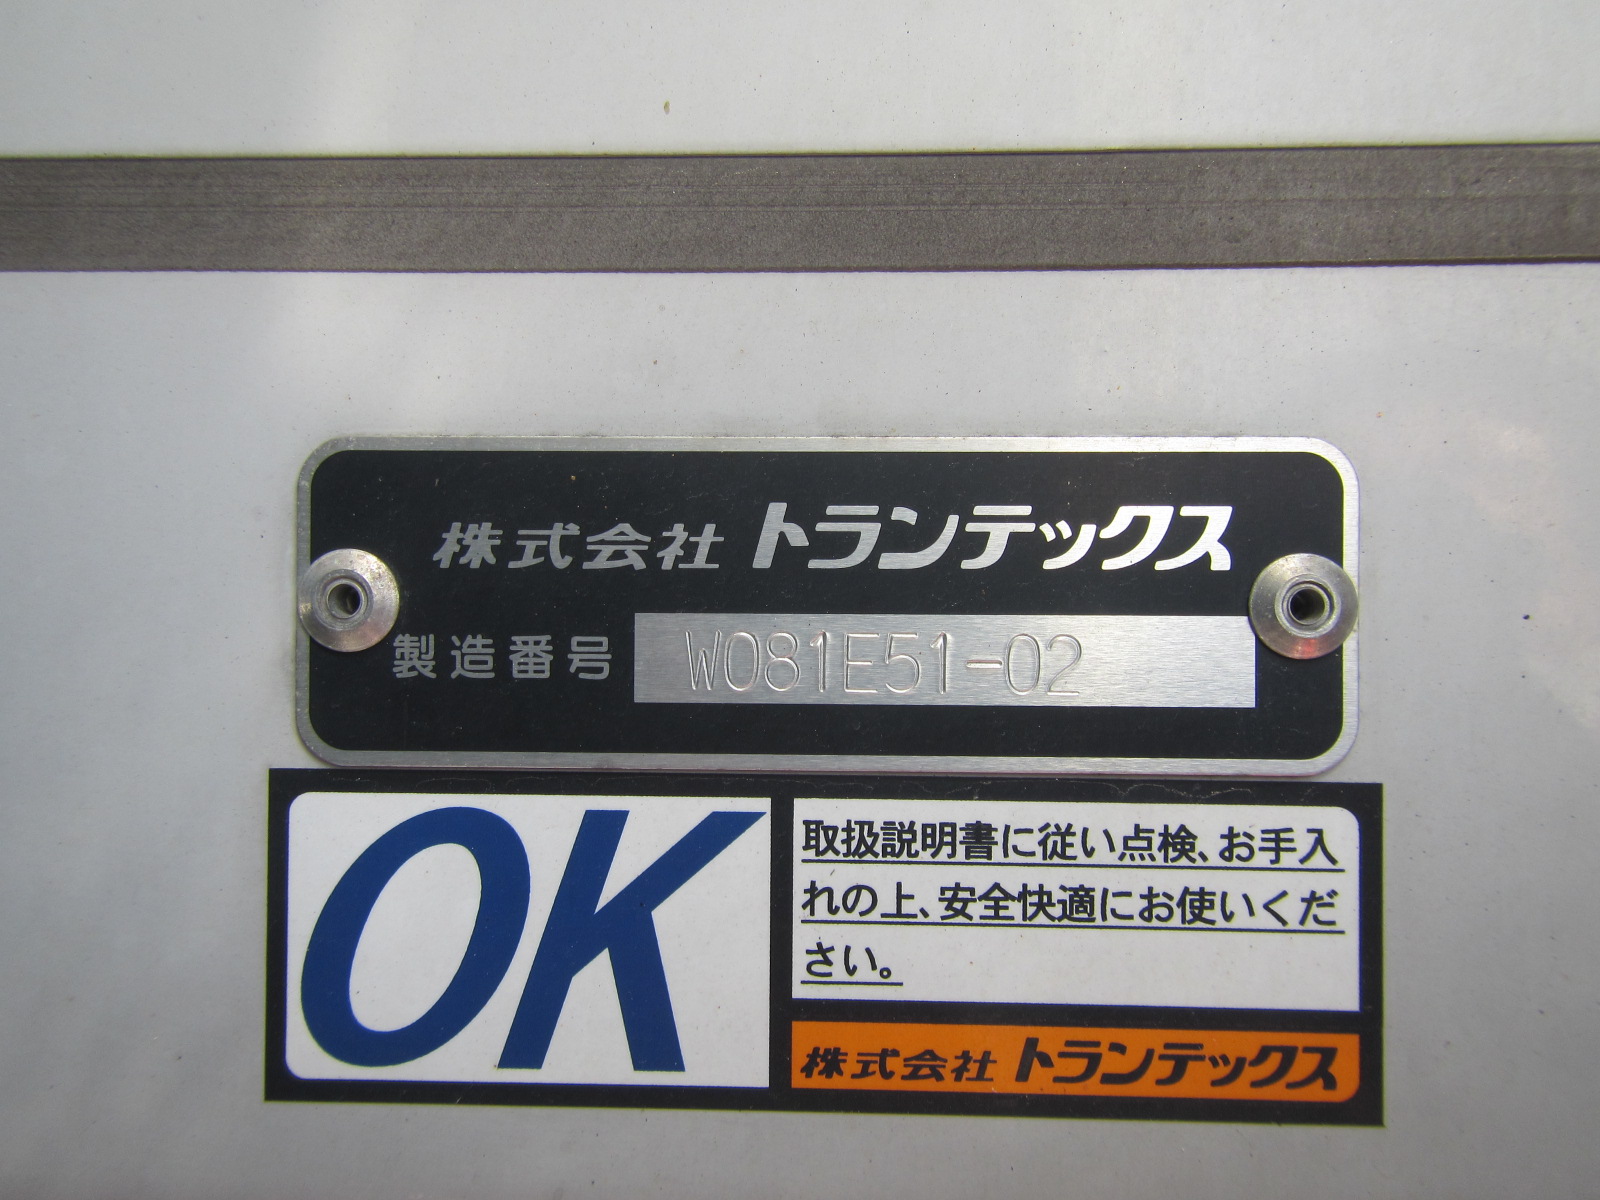 株式会社 トランテックス
製造番号 W081E51-02
OK
取扱説明書に従い点検、お手入
れの上、安全快適にお使いくだ
さい。
株式会社 トランテックス